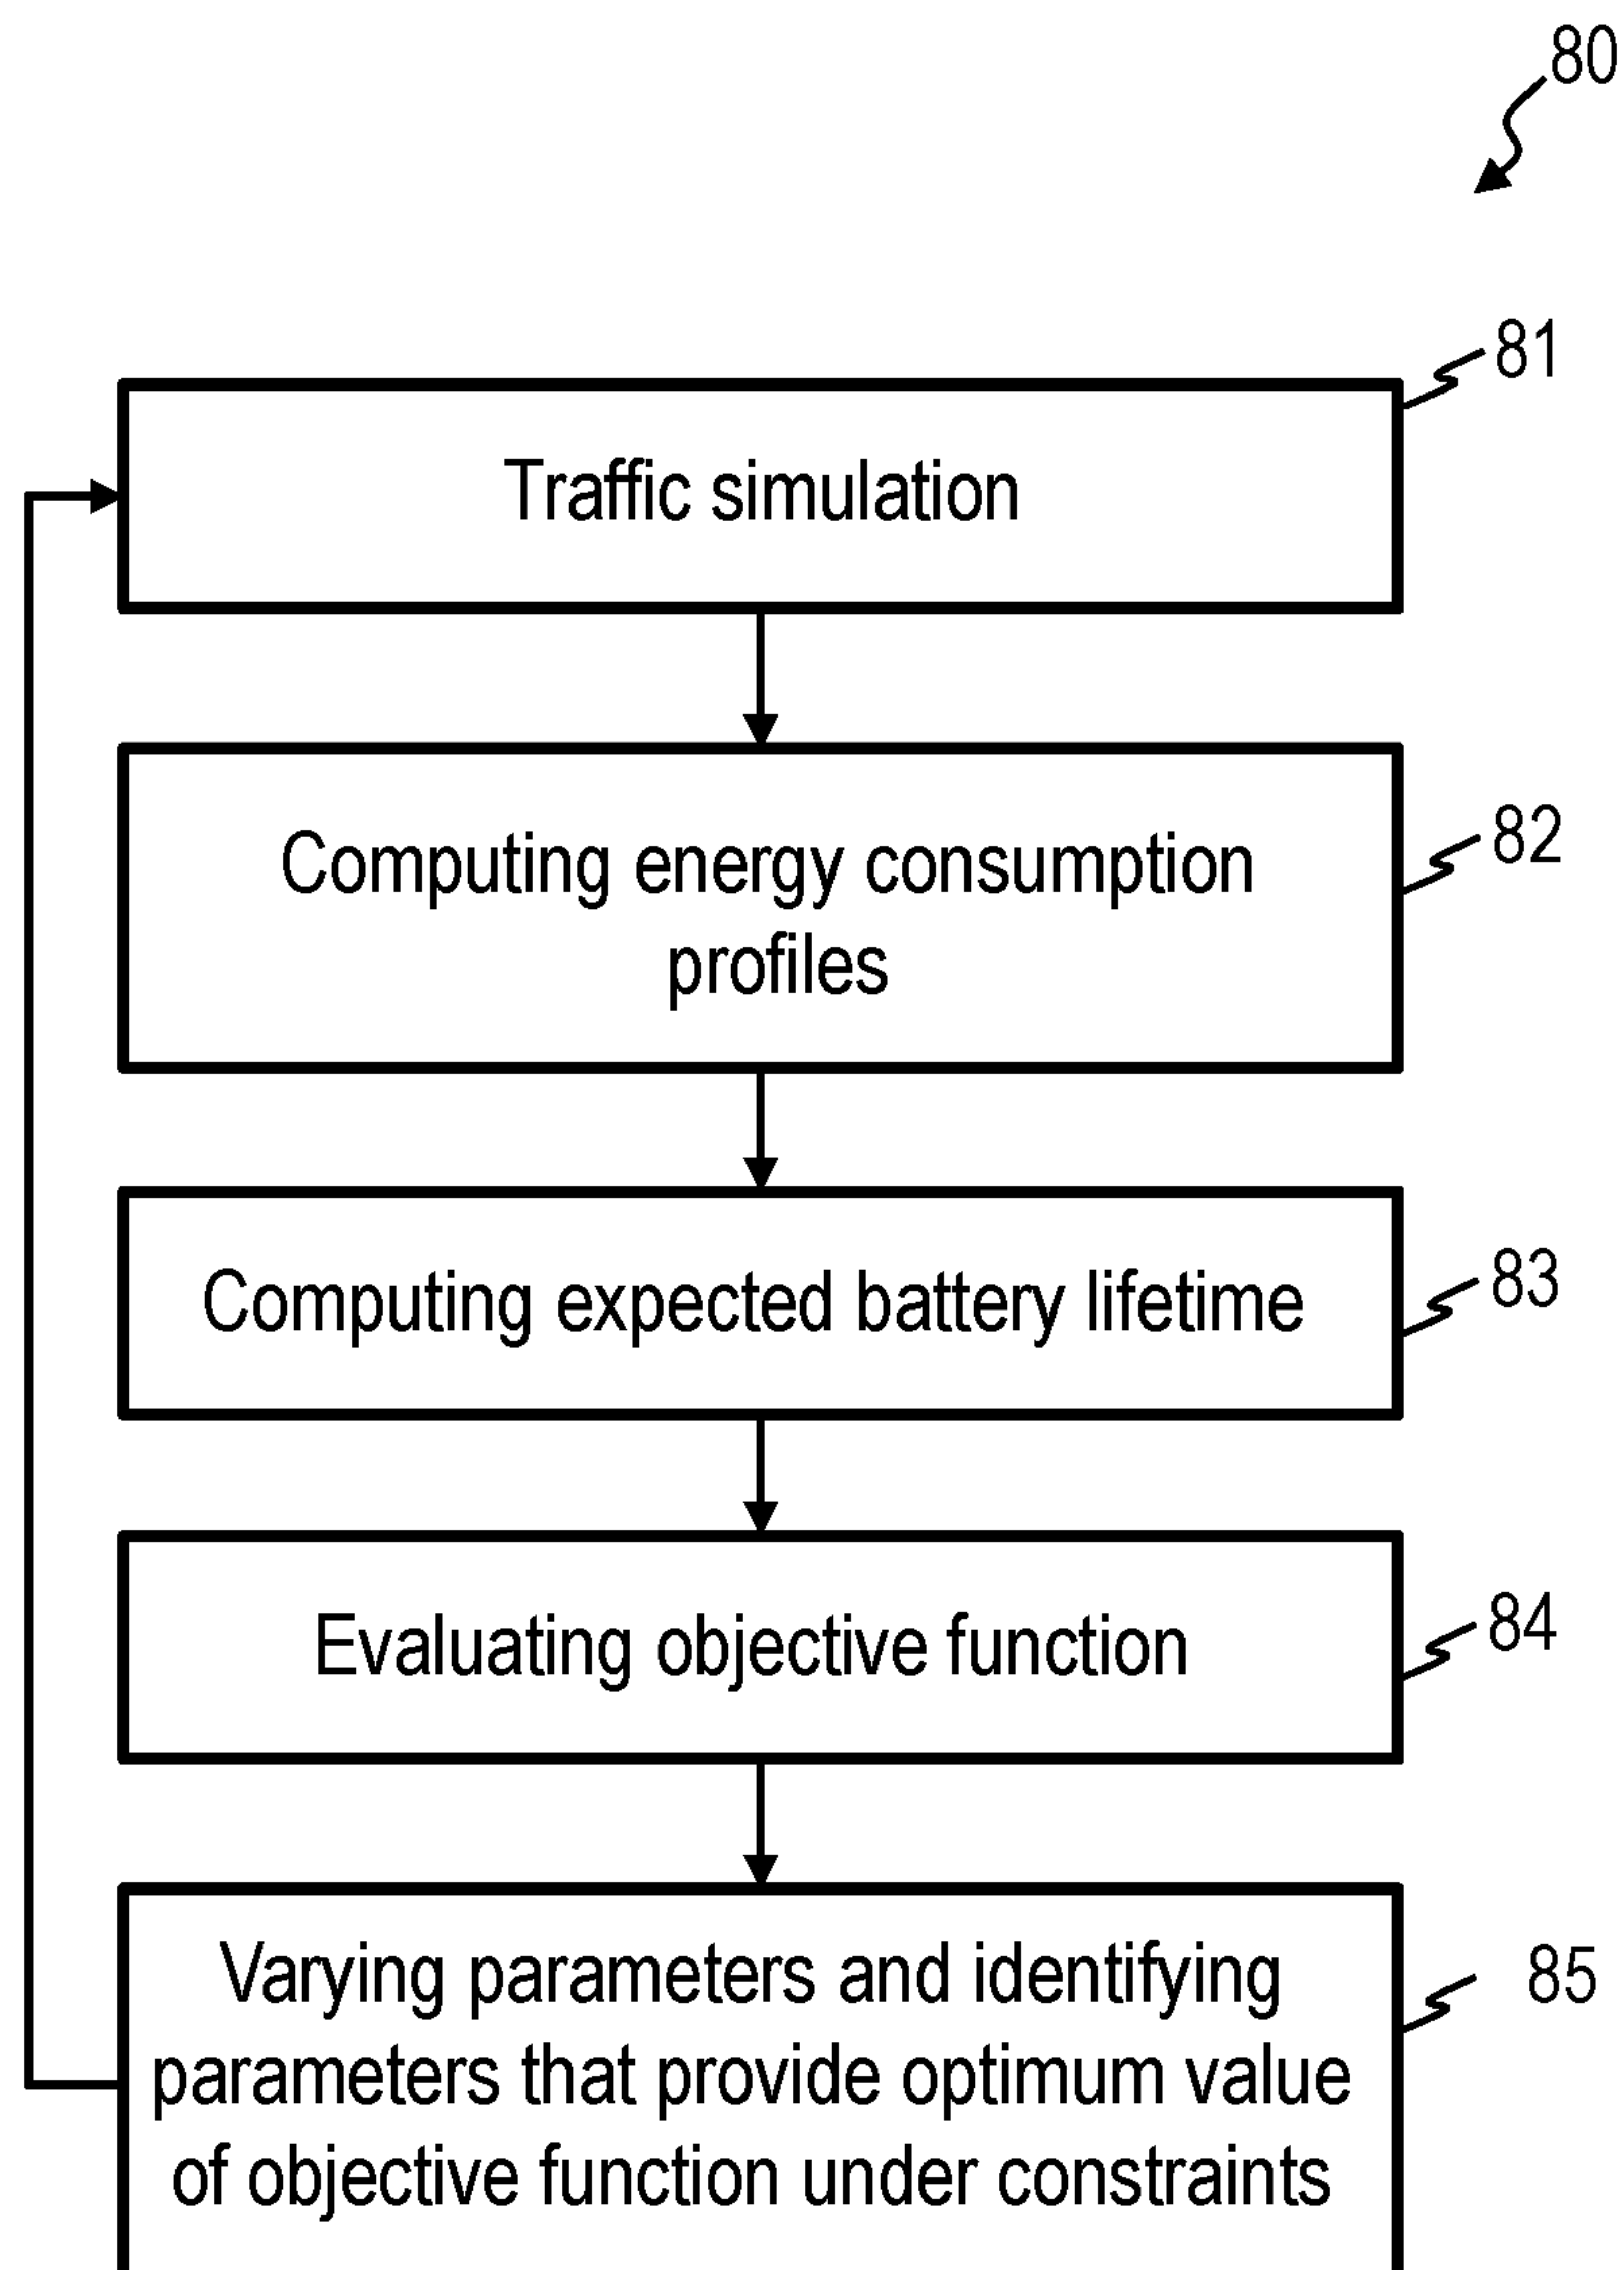 80
81
Traffic simulation
82
Computing energy consumption
profiles
83
Computing expected battery lifetime
84
Evaluating objective function
85
Varying parameters and identifying
parameters that provide optimum value
of objective function under constraints